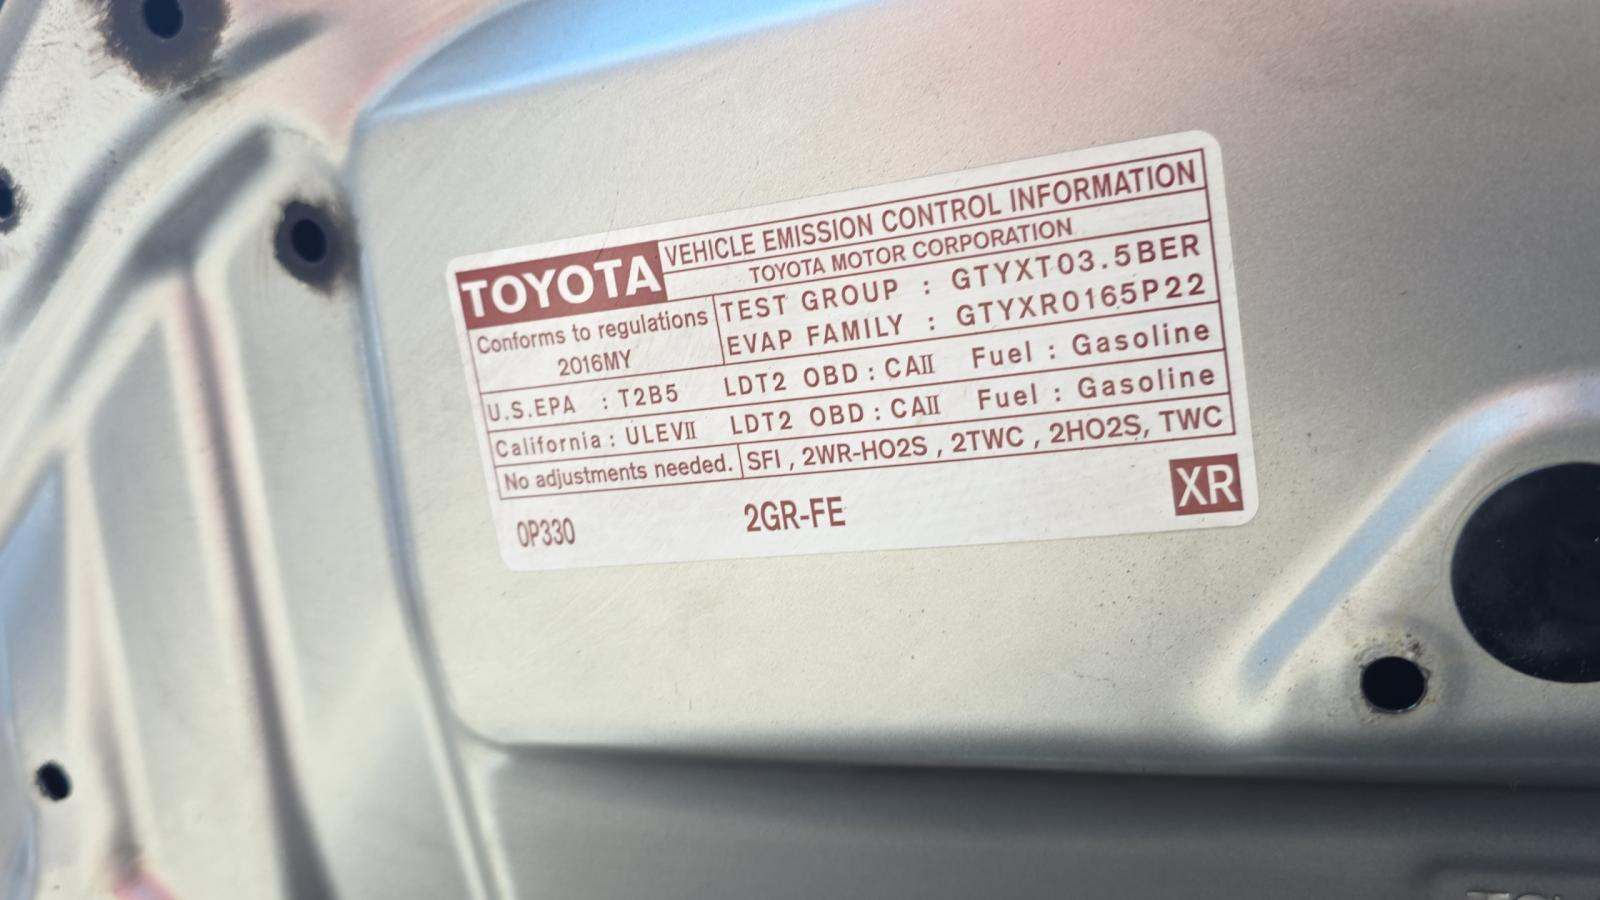 TOYOTA VEHICLE EMISSION CONTROL INFORMATION
TOYOTA MOTOR CORPORATION
Conforms to regulations
2016MY
TEST GROUP : GTYXT03.5BER
EVAP FAMILY : GTYXR0165P22
U.S.EPA : T2B5 LDT2 OBD : CAII Fuel : Gasoline
California : ULEVII LDT2 OBD : CAII Fuel : Gasoline
No adjustments needed. SFI , 2WR-HO2S , 2TWC , 2HO2S, TWC
0P330 2GR-FE XR